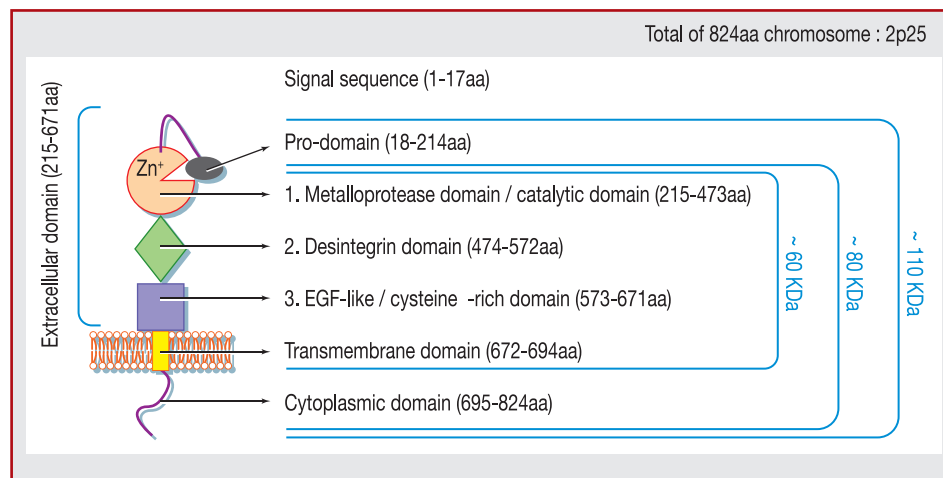 Total of 824aa chromosome : 2p25
Signal sequence (1-17aa)
Extracellular domain (215-671aa)
Pro-domain (18-214aa)
Zn⁺
1. Metalloprotease domain / catalytic domain (215-473aa)
2. Desintegrin domain (474-572aa)
3. EGF-like / cysteine -rich domain (573-671aa)
Transmembrane domain (672-694aa)
Cytoplasmic domain (695-824aa)
~ 60 KDa
~ 80 KDa
~ 110 KDa